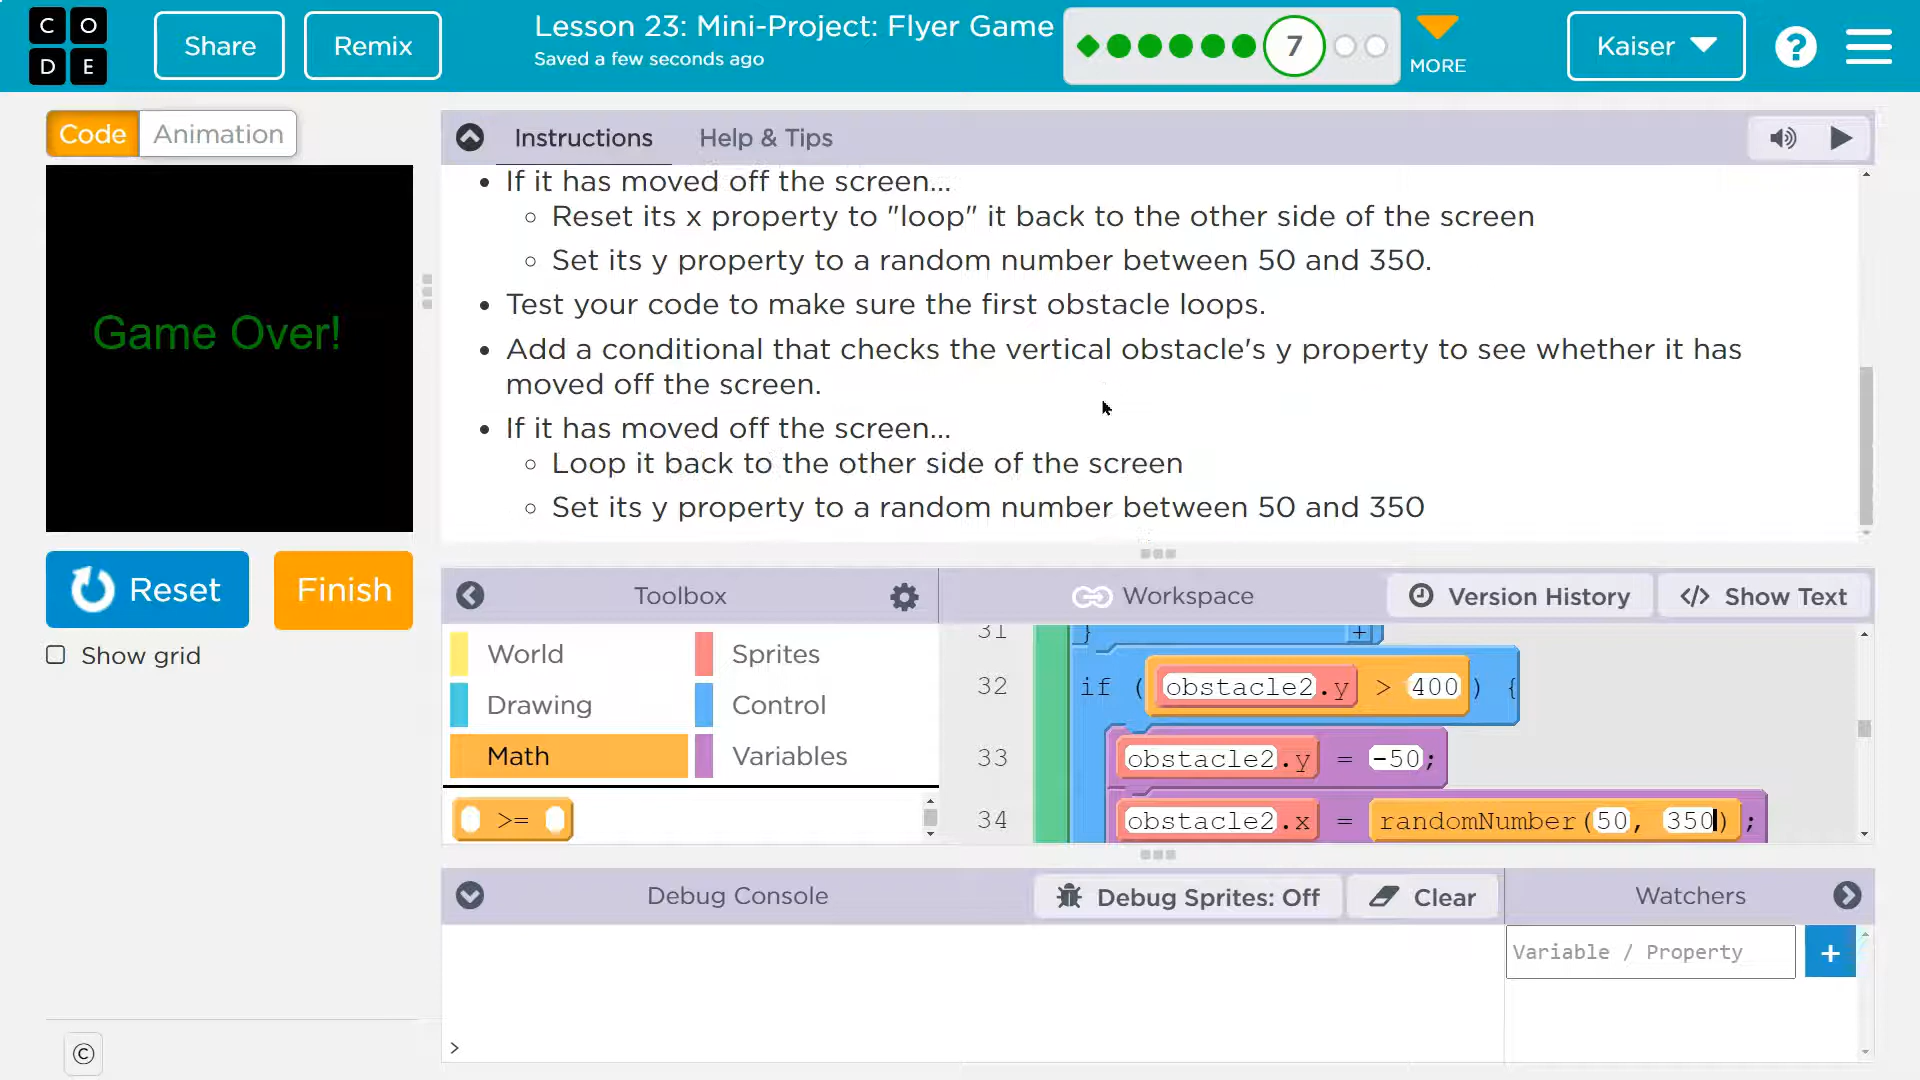 CO
DE
Share
Remix
Lesson 23: Mini-Project: Flyer Game
Saved a few seconds ago
7
MORE
Kaiser
?
Code
Animation
Instructions
Help & Tips
Game Over!
• If it has moved off the screen...
○ Reset its x property to "loop" it back to the other side of the screen
○ Set its y property to a random number between 50 and 350.
• Test your code to make sure the first obstacle loops.
• Add a conditional that checks the vertical obstacle's y property to see whether it has
moved off the screen.
• If it has moved off the screen...
○ Loop it back to the other side of the screen
○ Set its y property to a random number between 50 and 350
Reset
Finish
Show grid
Toolbox
Workspace
Version History
</> Show Text
World
Sprites
Drawing
Control
Math
Variables
>=
31 } +
32 if ( obstacle2.y > 400 ) {
33 obstacle2.y = -50;
34 obstacle2.x = randomNumber(50, 350);
Debug Console
Debug Sprites: Off
Clear
Watchers
Variable / Property
+
>
©